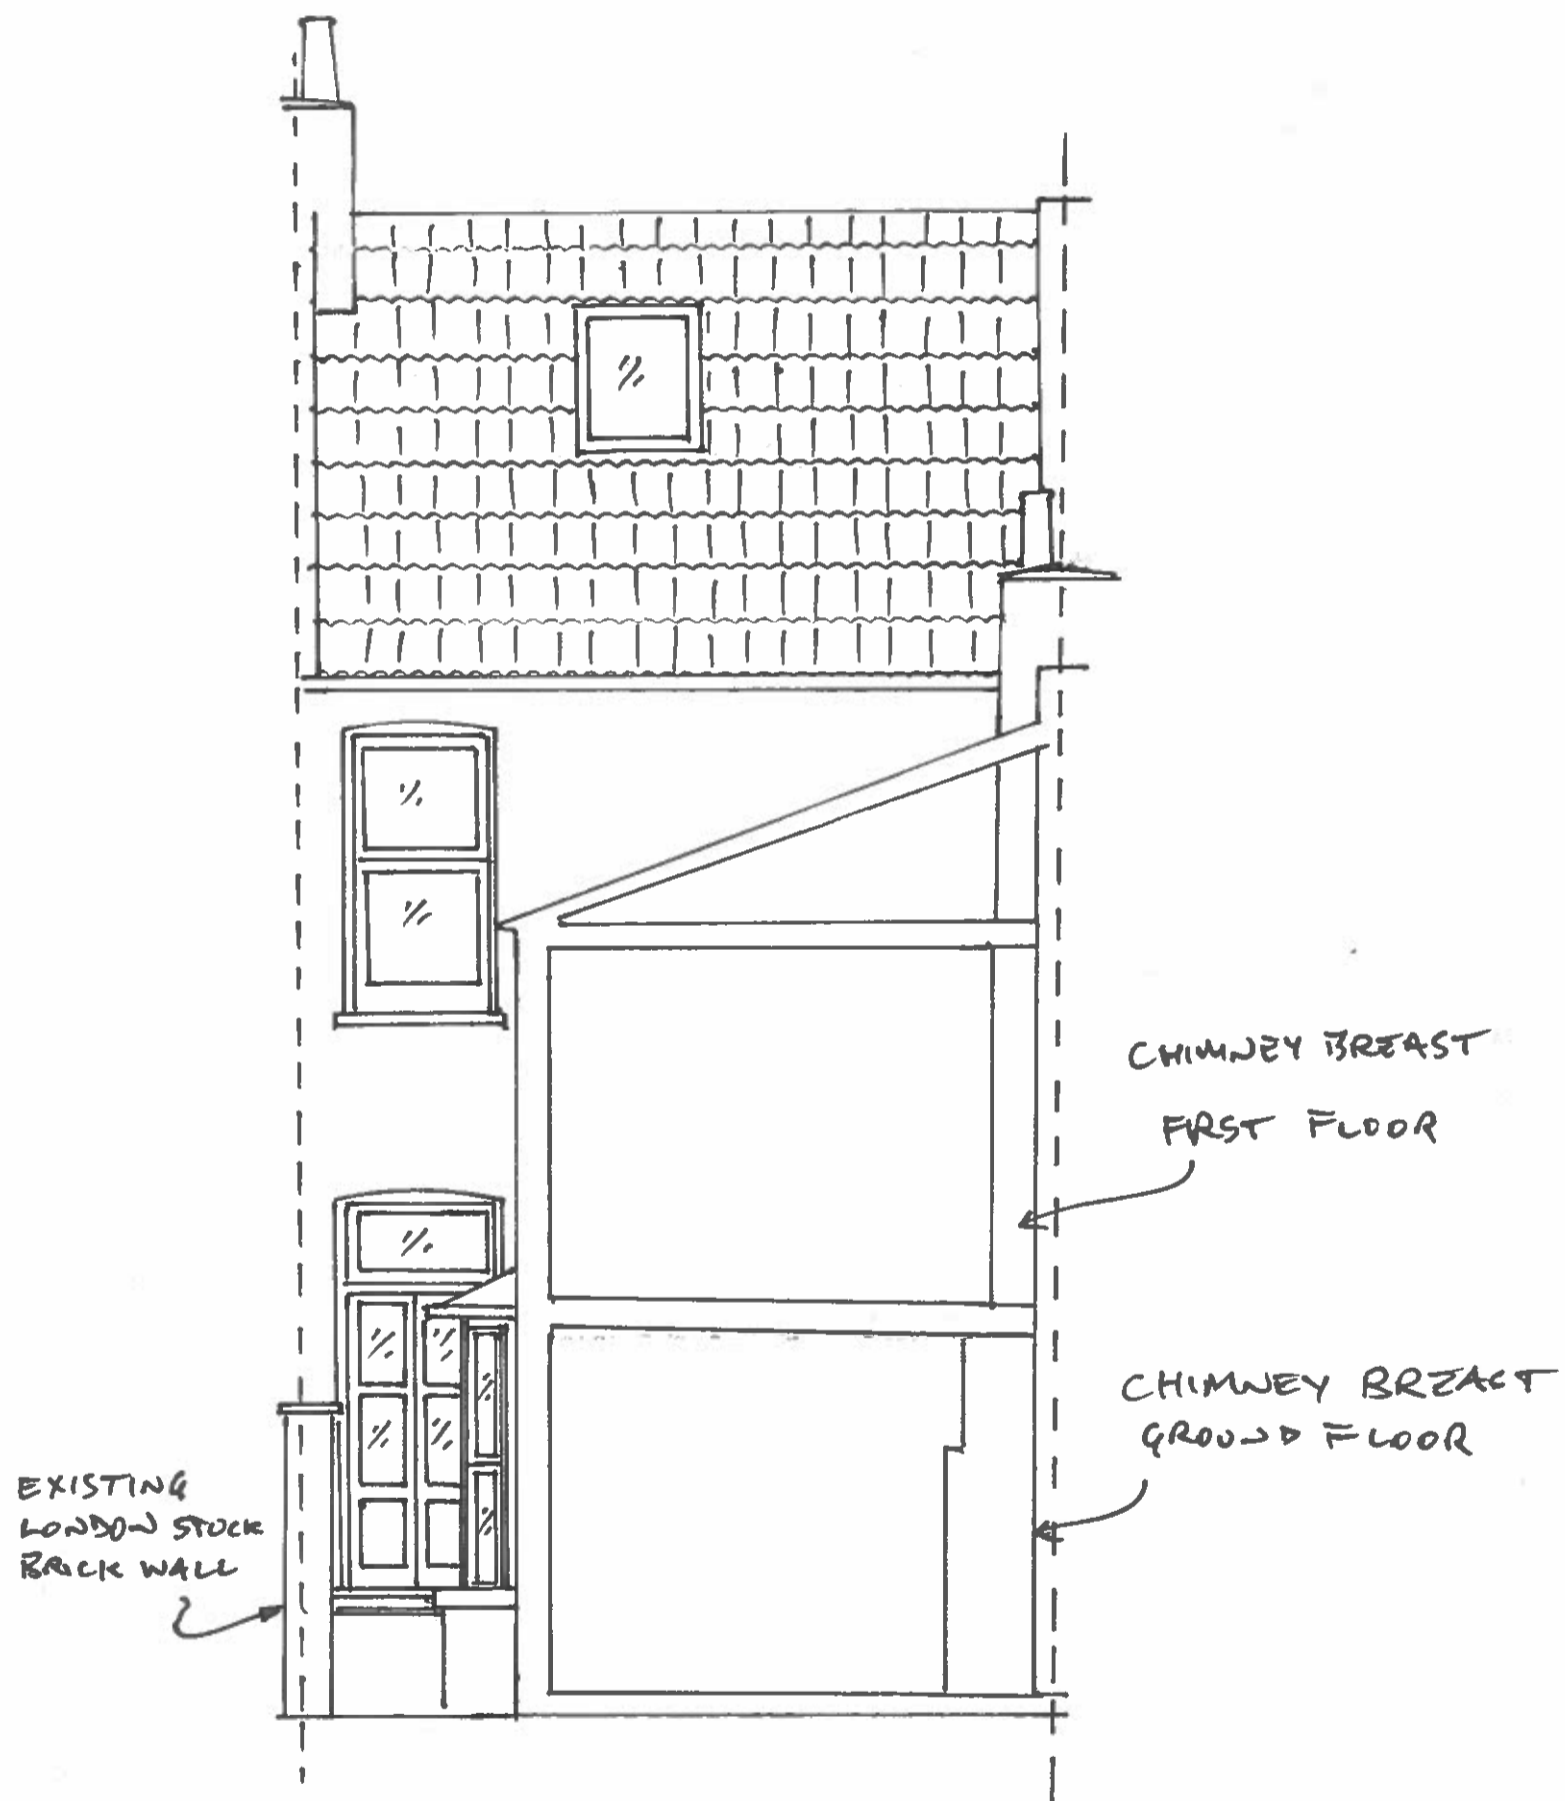 CHIMNEY BREAST
FIRST FLOOR
CHIMNEY BREAST
GROUND FLOOR
EXISTING
LONDON STOCK
BRICK WALL